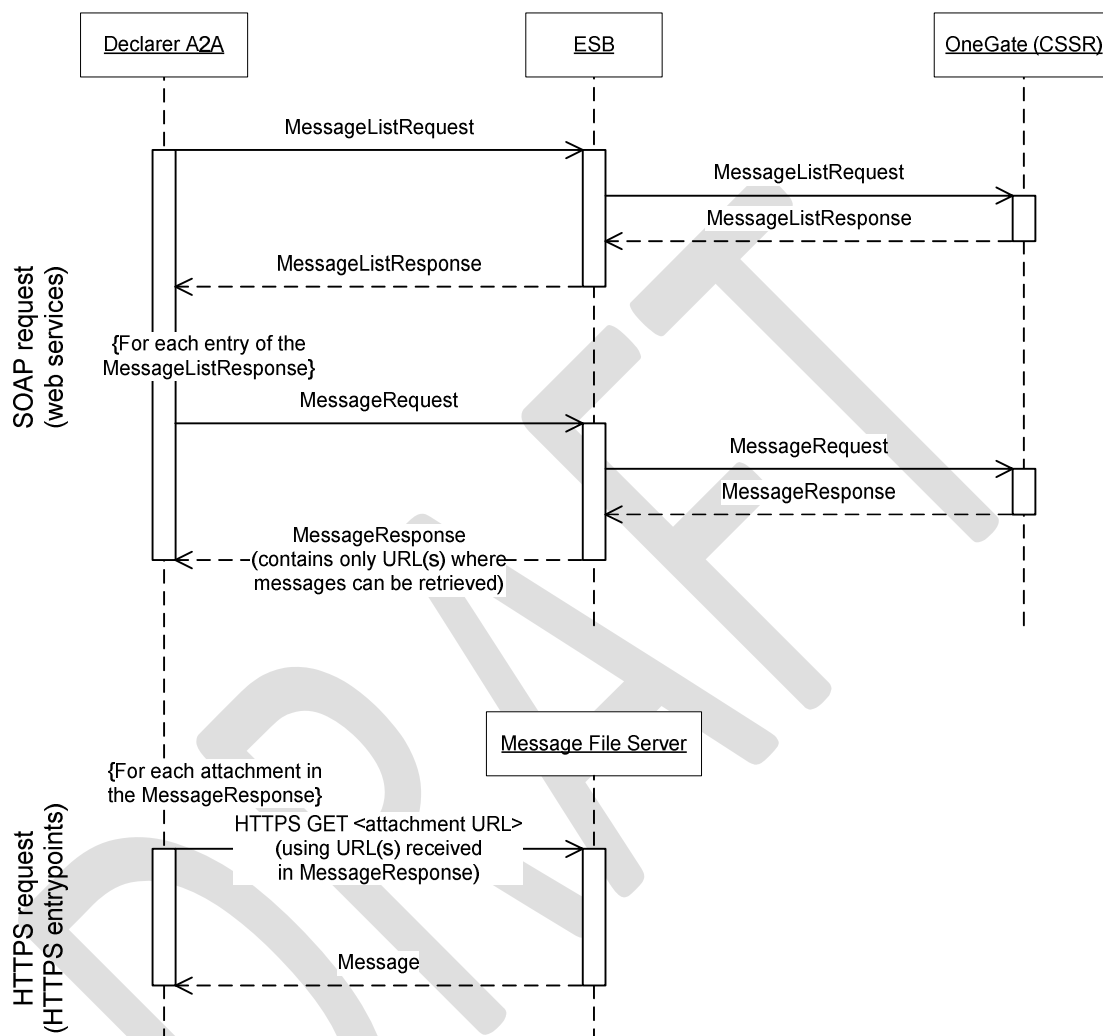 Declarer A2A
ESB
OneGate (CSSR)
MessageListRequest
MessageListRequest
MessageListResponse
MessageListResponse
SOAP request
(web services)
{For each entry of the
MessageListResponse}
MessageRequest
MessageRequest
MessageResponse
MessageResponse
(contains only URL(s) where
messages can be retrieved)
Message File Server
{For each attachment in
the MessageResponse}
HTTPS GET <attachment URL>
(using URL(s) received
in MessageResponse)
HTTPS request
(HTTPS entrypoints)
Message
DRAFT